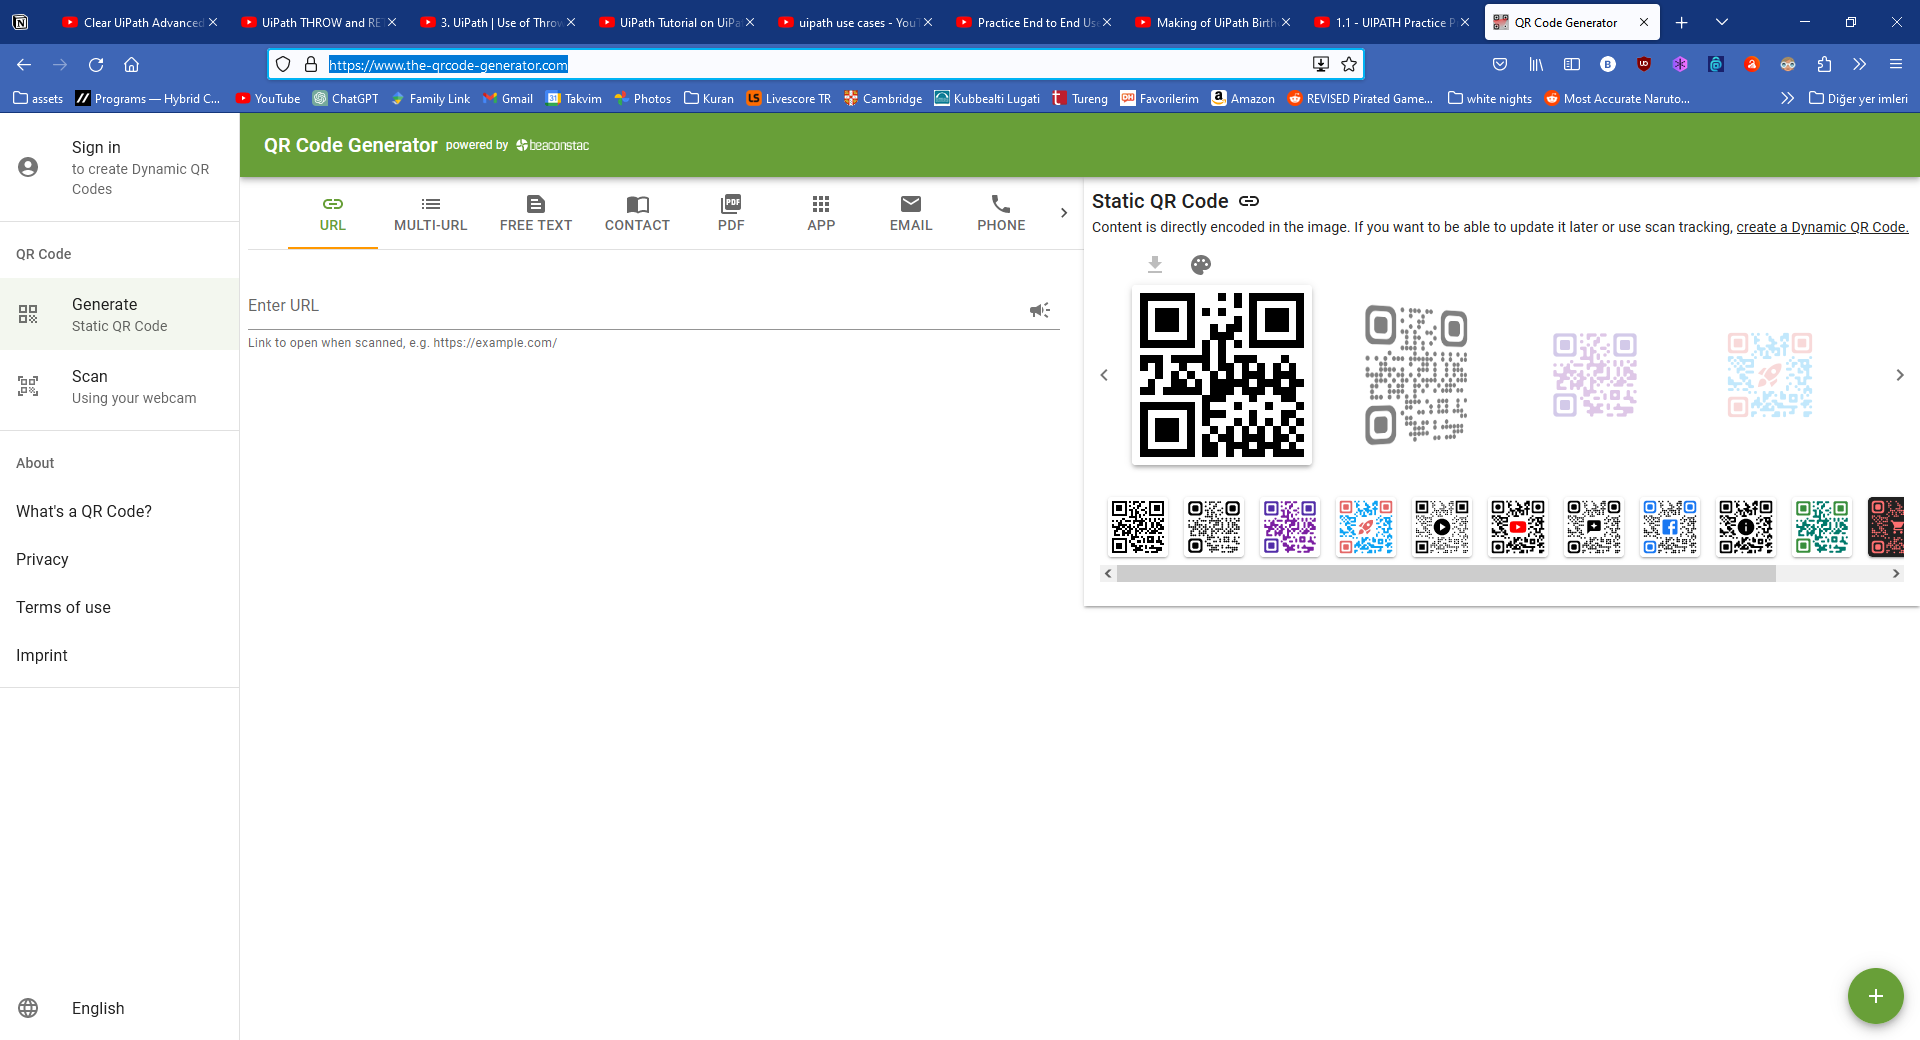 Clear UiPath Advanced
UiPath THROW and RE
3. UiPath | Use of Throw
UiPath Tutorial on UiPa
uipath use cases - YouT
Practice End to End Use
Making of UiPath Birth
1.1 - UIPATH Practice P
QR Code Generator
https://www.the-qrcode-generator.com
assets
Programs — Hybrid C...
YouTube
ChatGPT
Family Link
Gmail
Takvim
Photos
Kuran
Livescore TR
Cambridge
Kubbealti Lugati
Tureng
Favorilerim
Amazon
REVISED Pirated Game...
white nights
Most Accurate Naruto...
Diğer yer imleri
Sign in
to create Dynamic QR
Codes
QR Code
Generate
Static QR Code
Scan
Using your webcam
About
What's a QR Code?
Privacy
Terms of use
Imprint
English
QR Code Generator powered by beaconstac
URL
MULTI-URL
FREE TEXT
CONTACT
PDF
APP
EMAIL
PHONE
Enter URL
Link to open when scanned, e.g. https://example.com/
Static QR Code
Content is directly encoded in the image. If you want to be able to update it later or use scan tracking, create a Dynamic QR Code.